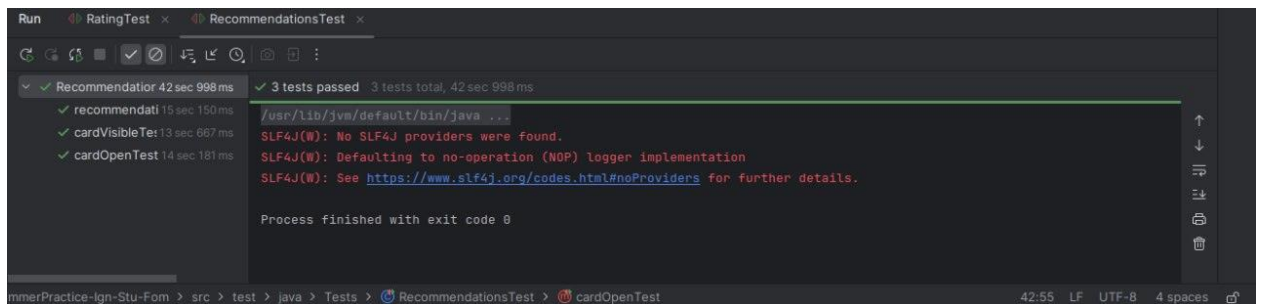 Run RatingTest × RecommendationsTest ×
Recommendatior 42 sec 998 ms
✓ 3 tests passed 3 tests total, 42 sec 998 ms
recommendati 15 sec 150 ms
cardVisibleTe: 13 sec 667 ms
cardOpenTest 14 sec 181 ms
/usr/lib/jvm/default/bin/java ...
SLF4J(W): No SLF4J providers were found.
SLF4J(W): Defaulting to no-operation (NOP) logger implementation
SLF4J(W): See https://www.slf4j.org/codes.html#noProviders for further details.
Process finished with exit code 0
mmerPractice-Ign-Stu-Fom > src > test > java > Tests > RecommendationsTest > cardOpenTest 42:55 LF UTF-8 4 spaces